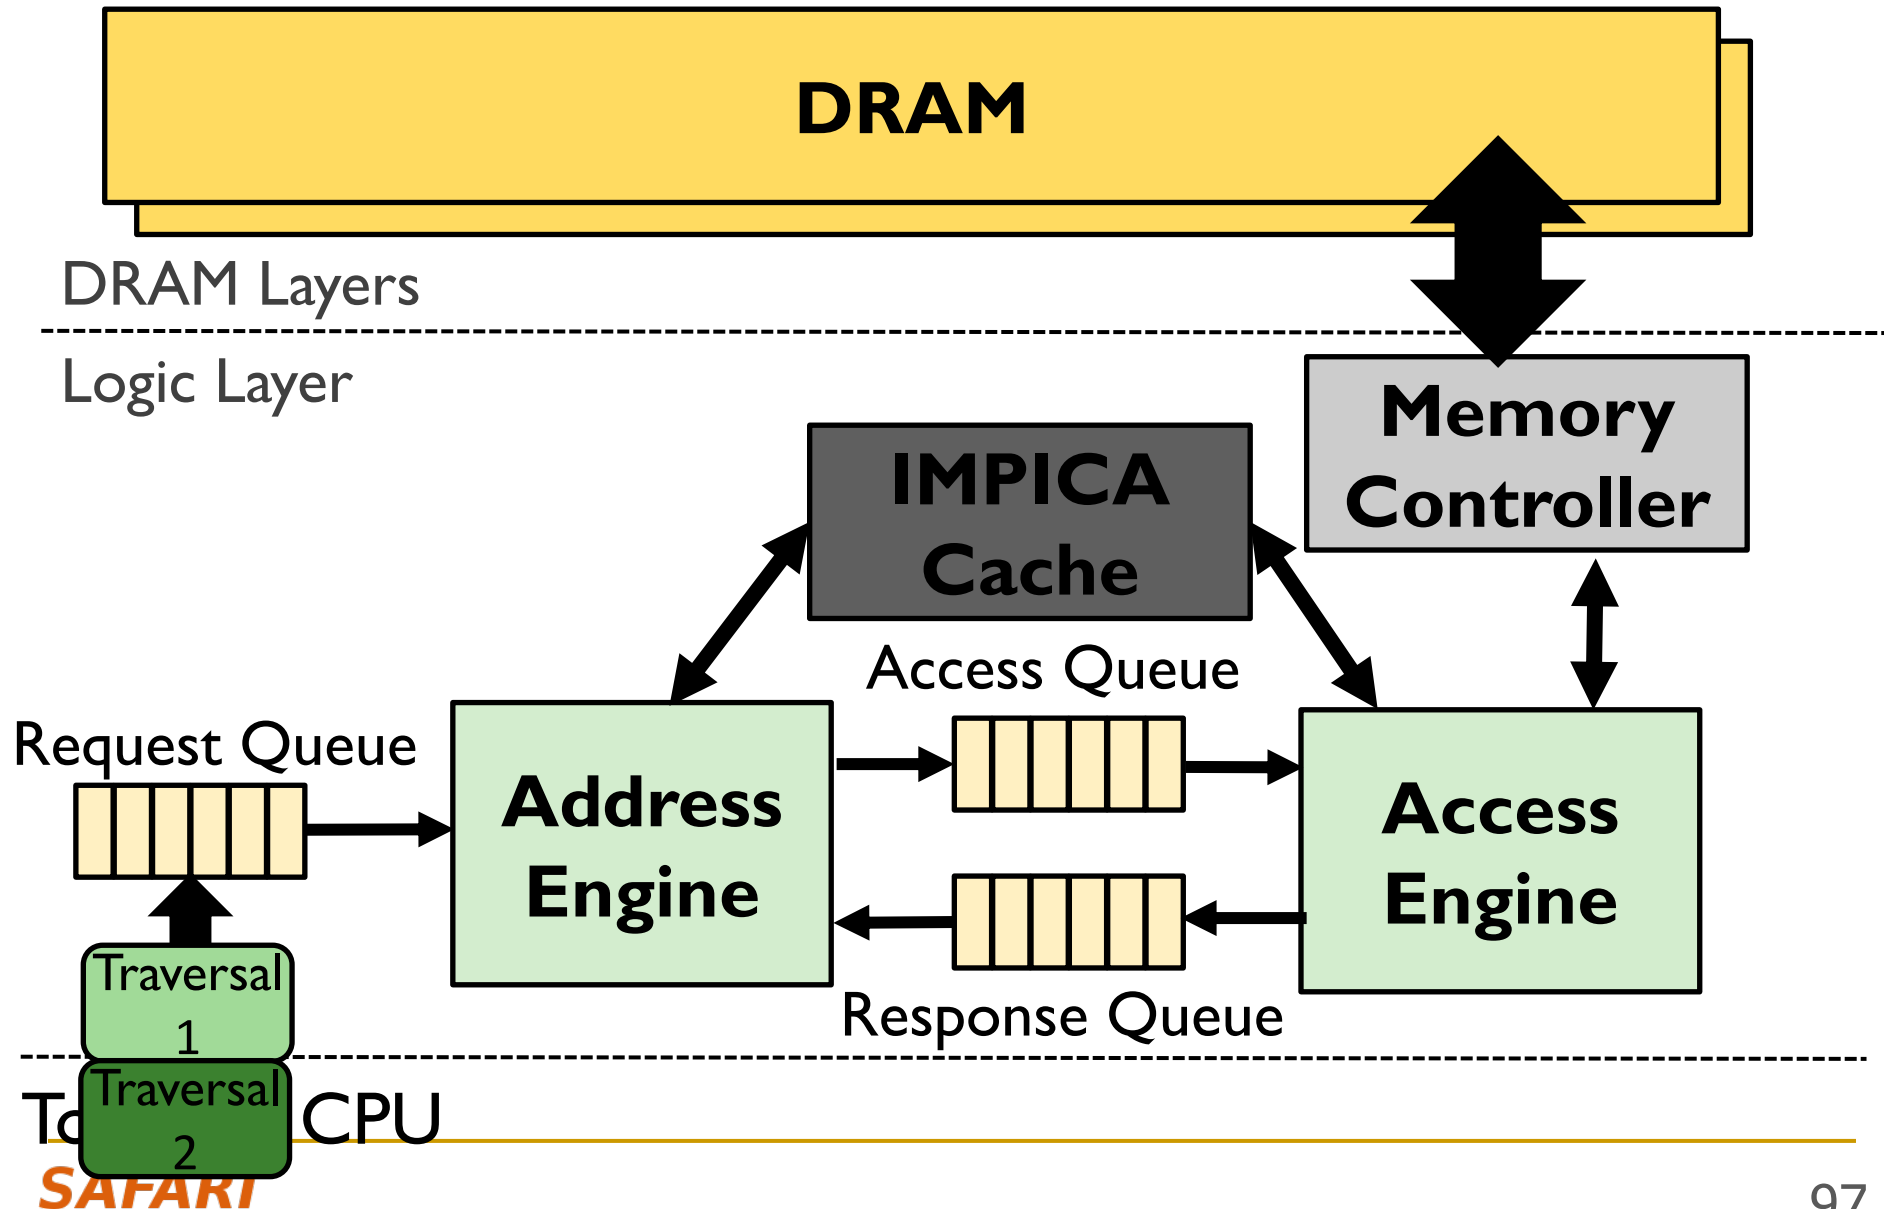 DRAM
DRAM Layers
Logic Layer
Memory
Controller
IMPICA
Cache
Access Queue
Request Queue
Address
Engine
Access
Engine
Traversal
1
Response Queue
Traversal
2
CPU
SAFARI
97